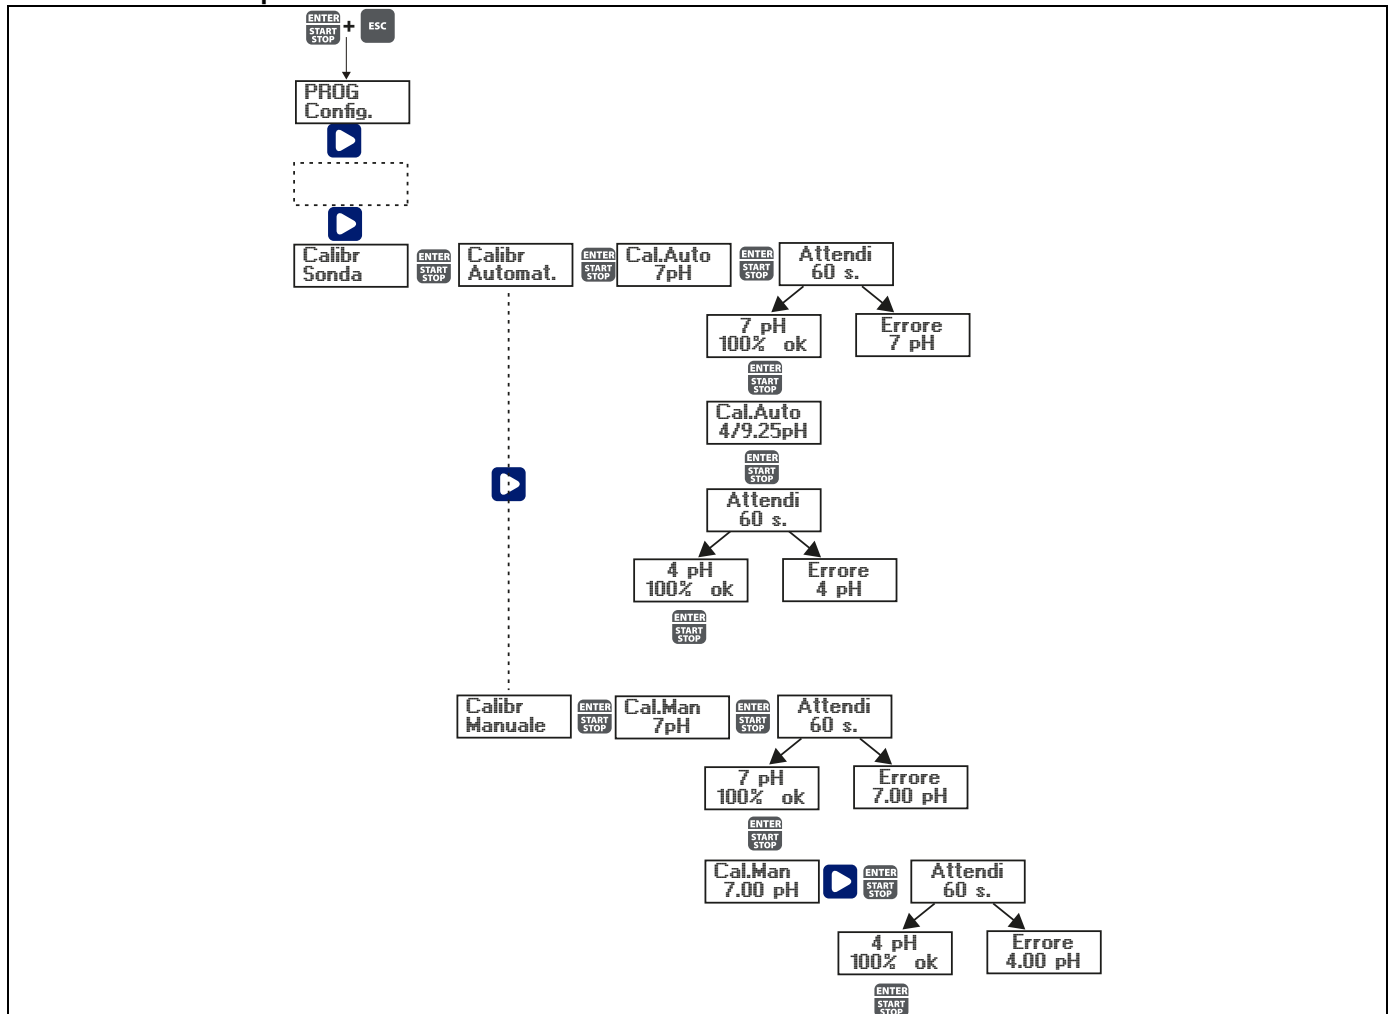 ENTER
START
STOP
+
ESC
PROG
Config.
Calibr
Sonda
ENTER
START
STOP
Calibr
Automat.
ENTER
START
STOP
Cal.Auto
7pH
ENTER
START
STOP
Attendi
60 s.
7 pH
100% ok
Errore
7 pH
ENTER
START
STOP
Cal.Auto
4/9.25pH
ENTER
START
STOP
Attendi
60 s.
4 pH
100% ok
Errore
4 pH
ENTER
START
STOP
Calibr
Manuale
ENTER
START
STOP
Cal.Man
7pH
ENTER
START
STOP
Attendi
60 s.
7 pH
100% ok
Errore
7.00 pH
ENTER
START
STOP
Cal.Man
7.00 pH
ENTER
START
STOP
Attendi
60 s.
4 pH
100% ok
Errore
4.00 pH
ENTER
START
STOP